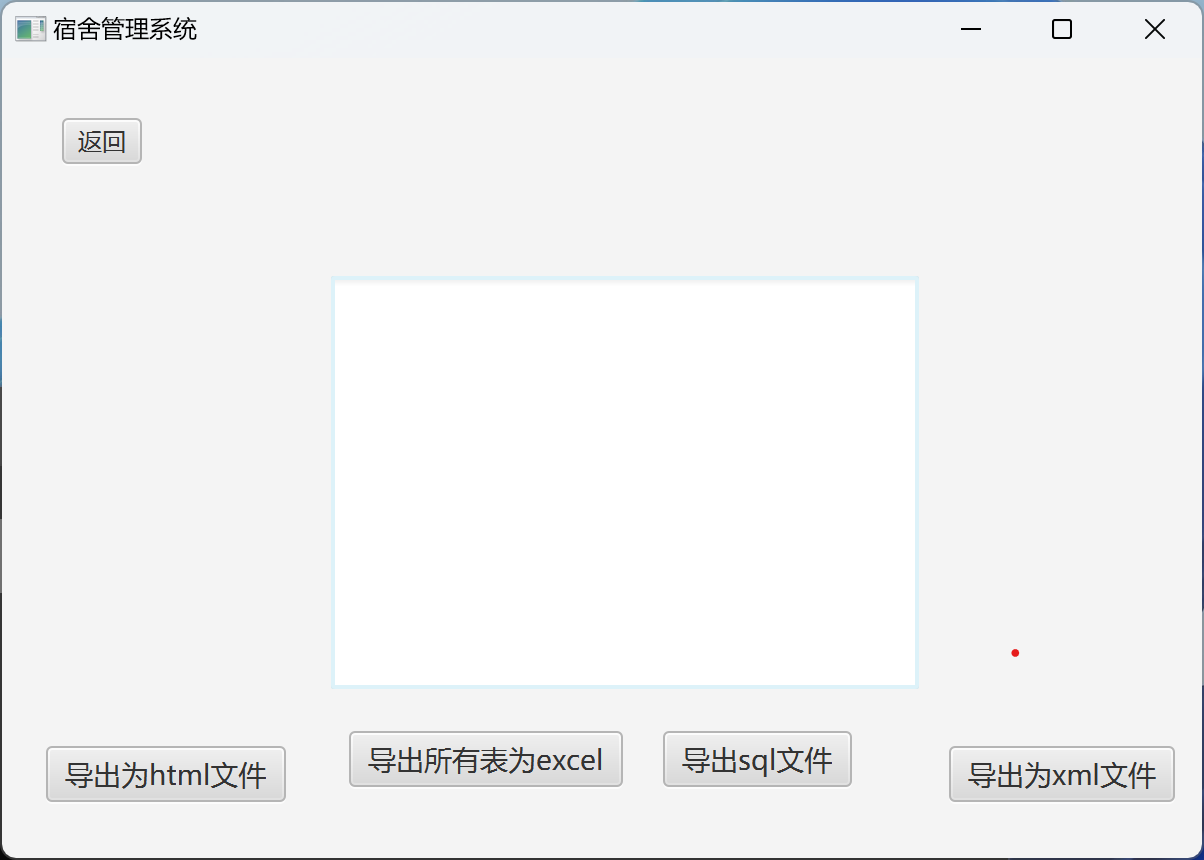 宿舍管理系统
返回
导出为html文件
导出所有表为excel
导出sql文件
导出为xml文件